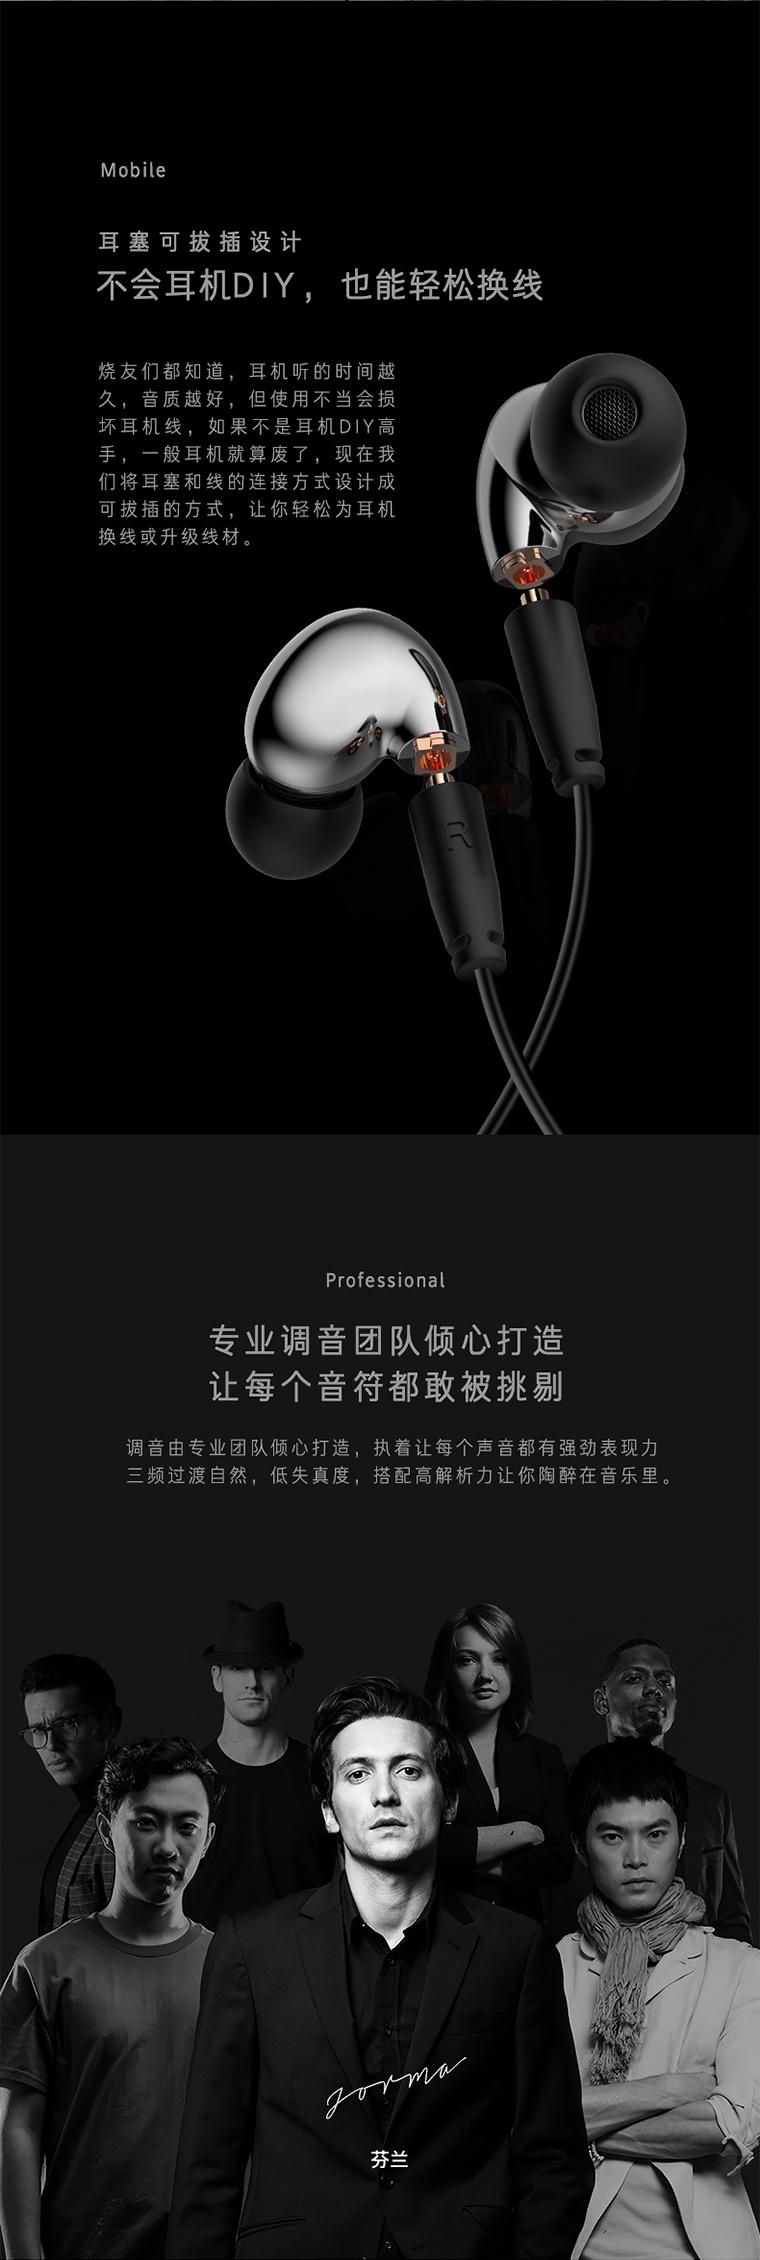 Mobile
耳塞可拔插设计
不会耳机DIY，也能轻松换线
烧友们都知道，耳机听的时间越
久，音质越好，但使用不当会损
坏耳机线，如果不是耳机DIY高
手，一般耳机就算废了，现在我
们将耳塞和线的连接方式设计成
可拔插的方式，让你轻松为耳机
换线或升级线材。
R
Professional
专业调音团队倾心打造
让每个音符都敢被挑剔
调音由专业团队倾心打造，执着让每个声音都有强劲表现力
三频过渡自然，低失真度，搭配高解析力让你陶醉在音乐里。
Jorma
芬兰